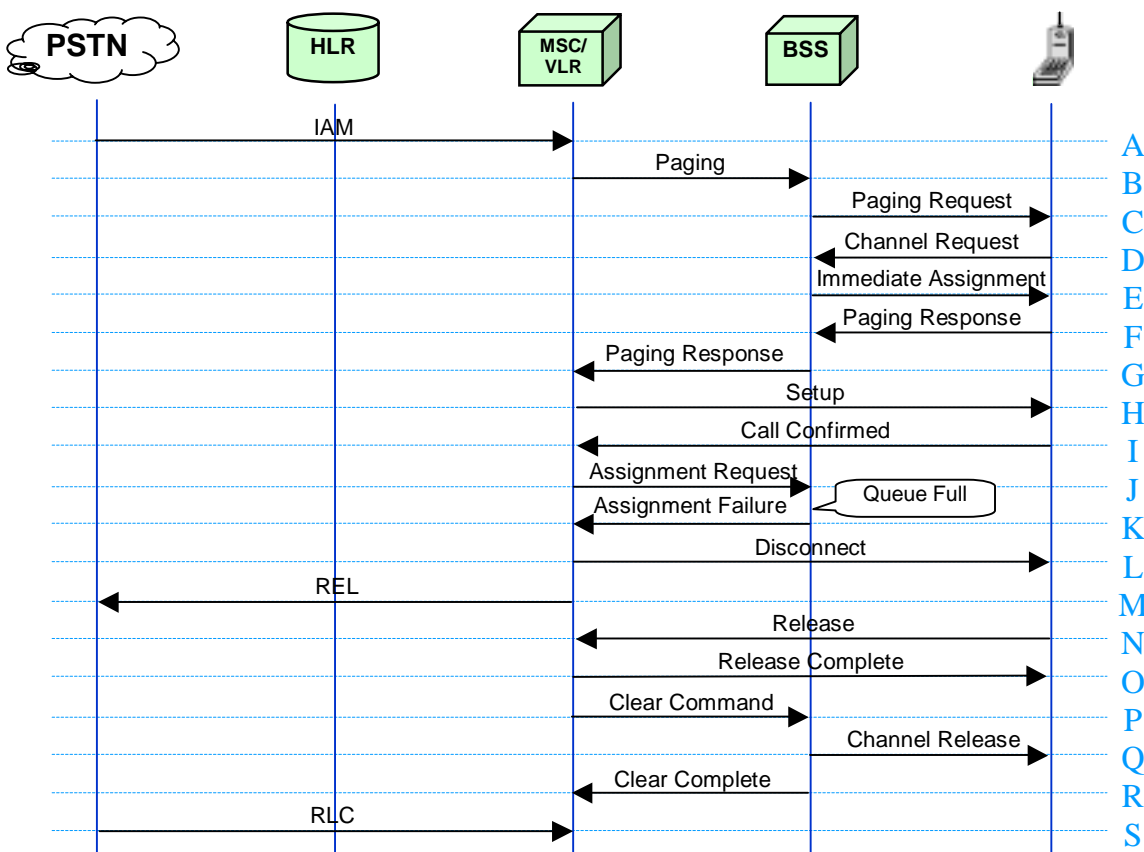 PSTN
HLR
MSC/
VLR
BSS
IAM
A
Paging
B
Paging Request
C
Channel Request
D
Immediate Assignment
E
Paging Response
F
Paging Response
G
Setup
H
Call Confirmed
I
Assignment Request
J
Queue Full
Assignment Failure
K
Disconnect
L
REL
M
Release
N
Release Complete
O
Clear Command
P
Channel Release
Q
Clear Complete
R
RLC
S